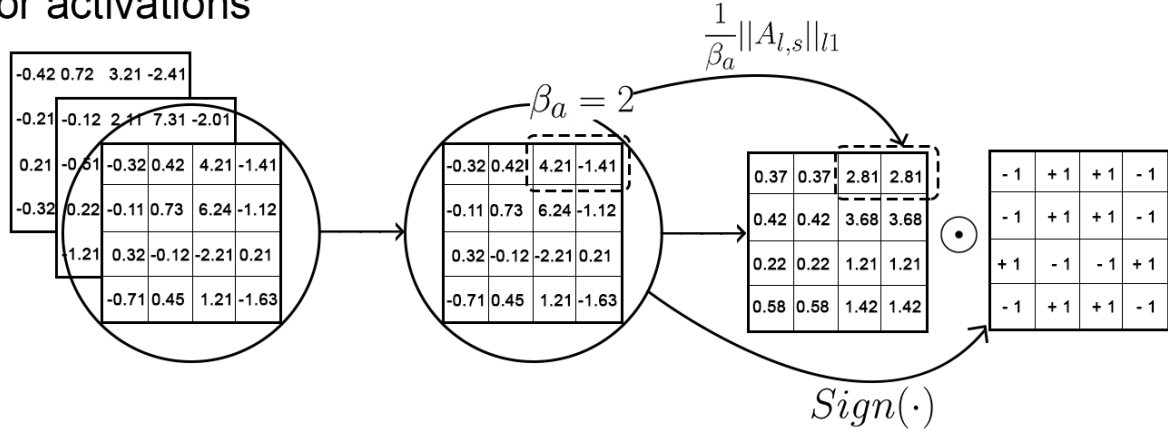 or activations
1/β_a ||A_{l,s}||_{l1}
β_a = 2
-0.42 0.72 3.21 -2.41
-0.21
0.21
-0.32
-0.12 2.11 7.31 -2.01
-0.61
0.22
-1.21
-0.32 0.42 4.21 -1.41
-0.11 0.73 6.24 -1.12
0.32 -0.12 -2.21 0.21
-0.71 0.45 1.21 -1.63
-0.32 0.42 4.21 -1.41
-0.11 0.73 6.24 -1.12
0.32 -0.12 -2.21 0.21
-0.71 0.45 1.21 -1.63
0.37 0.37 2.81 2.81
0.42 0.42 3.68 3.68
0.22 0.22 1.21 1.21
0.58 0.58 1.42 1.42
⊙
- 1 + 1 + 1 - 1
- 1 + 1 + 1 - 1
+ 1 - 1 - 1 + 1
- 1 + 1 + 1 - 1
Sign(·)